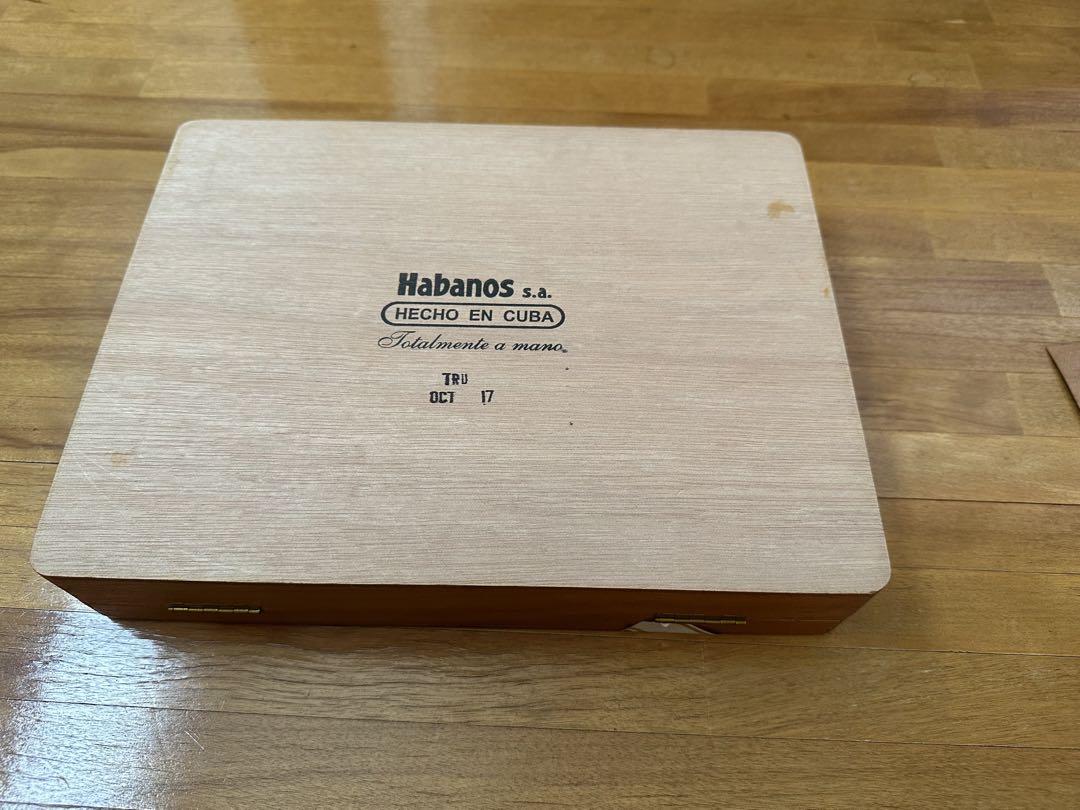 Habanos s.a.
HECHO EN CUBA
Totalmente a mano.
TRU
OCT 17